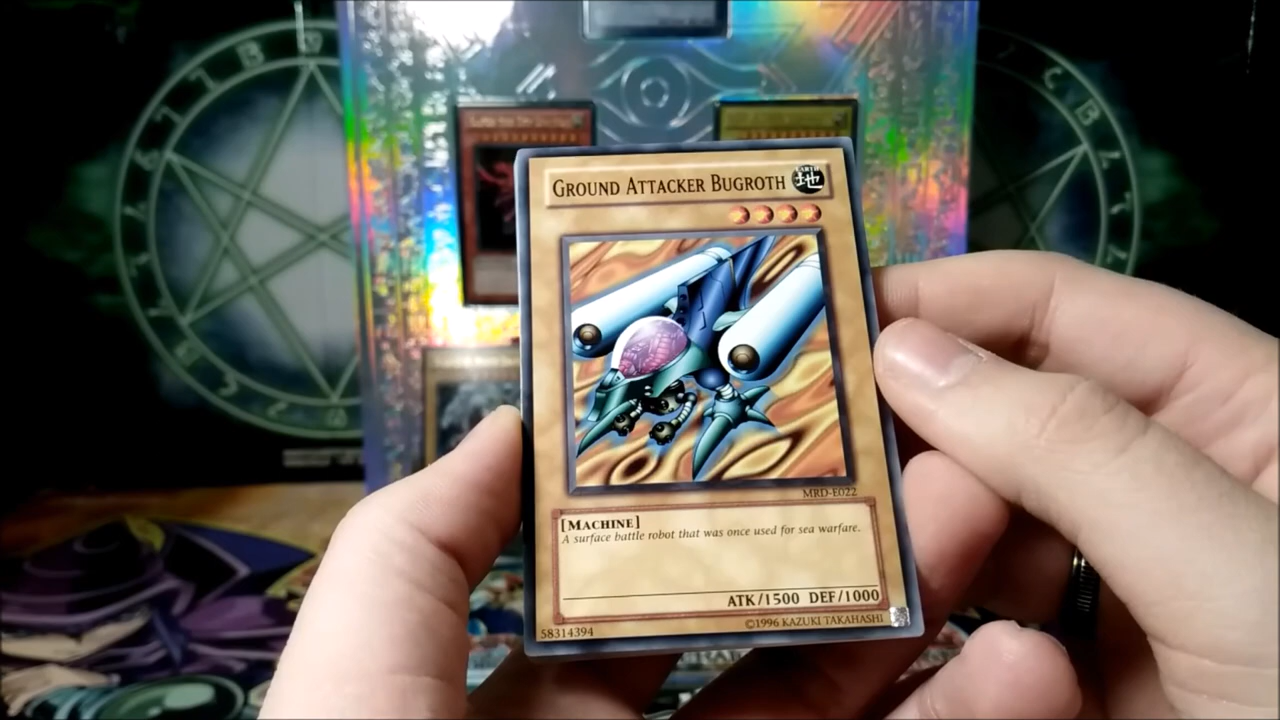 GROUND ATTACKER BUGROTH
EARTH
地
MRD-E022
[MACHINE]
A surface battle robot that was once used for sea warfare.
ATK/1500 DEF/1000
58314394
©1996 KAZUKI TAKAHASHI